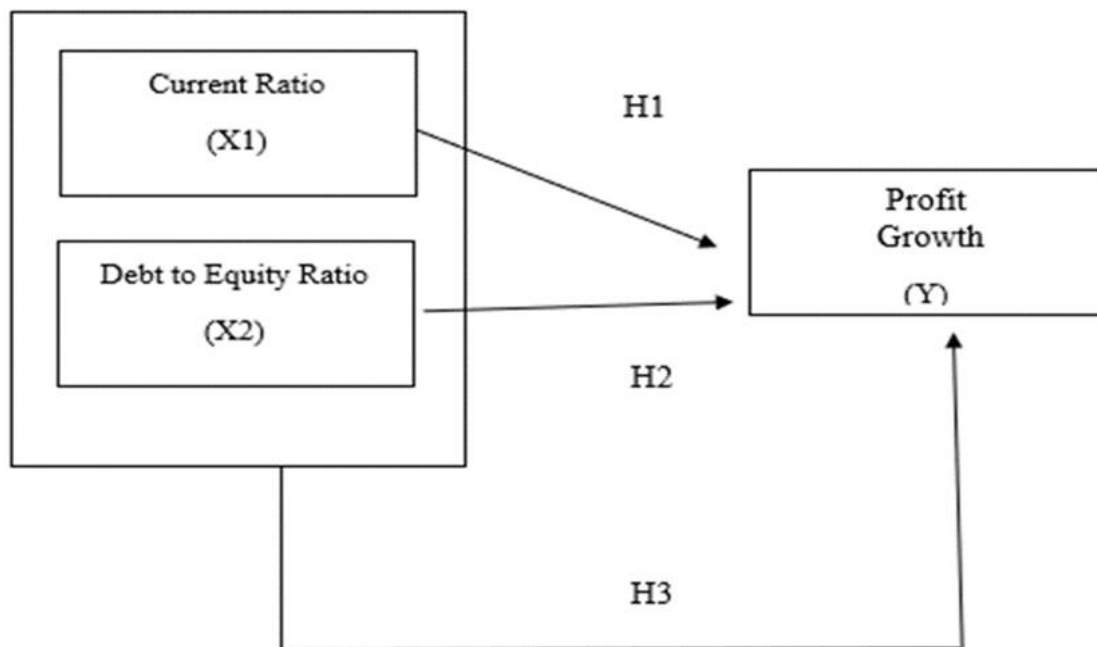 Current Ratio
(X1)
H1
Profit
Growth
(Y)
Debt to Equity Ratio
(X2)
H2
H3